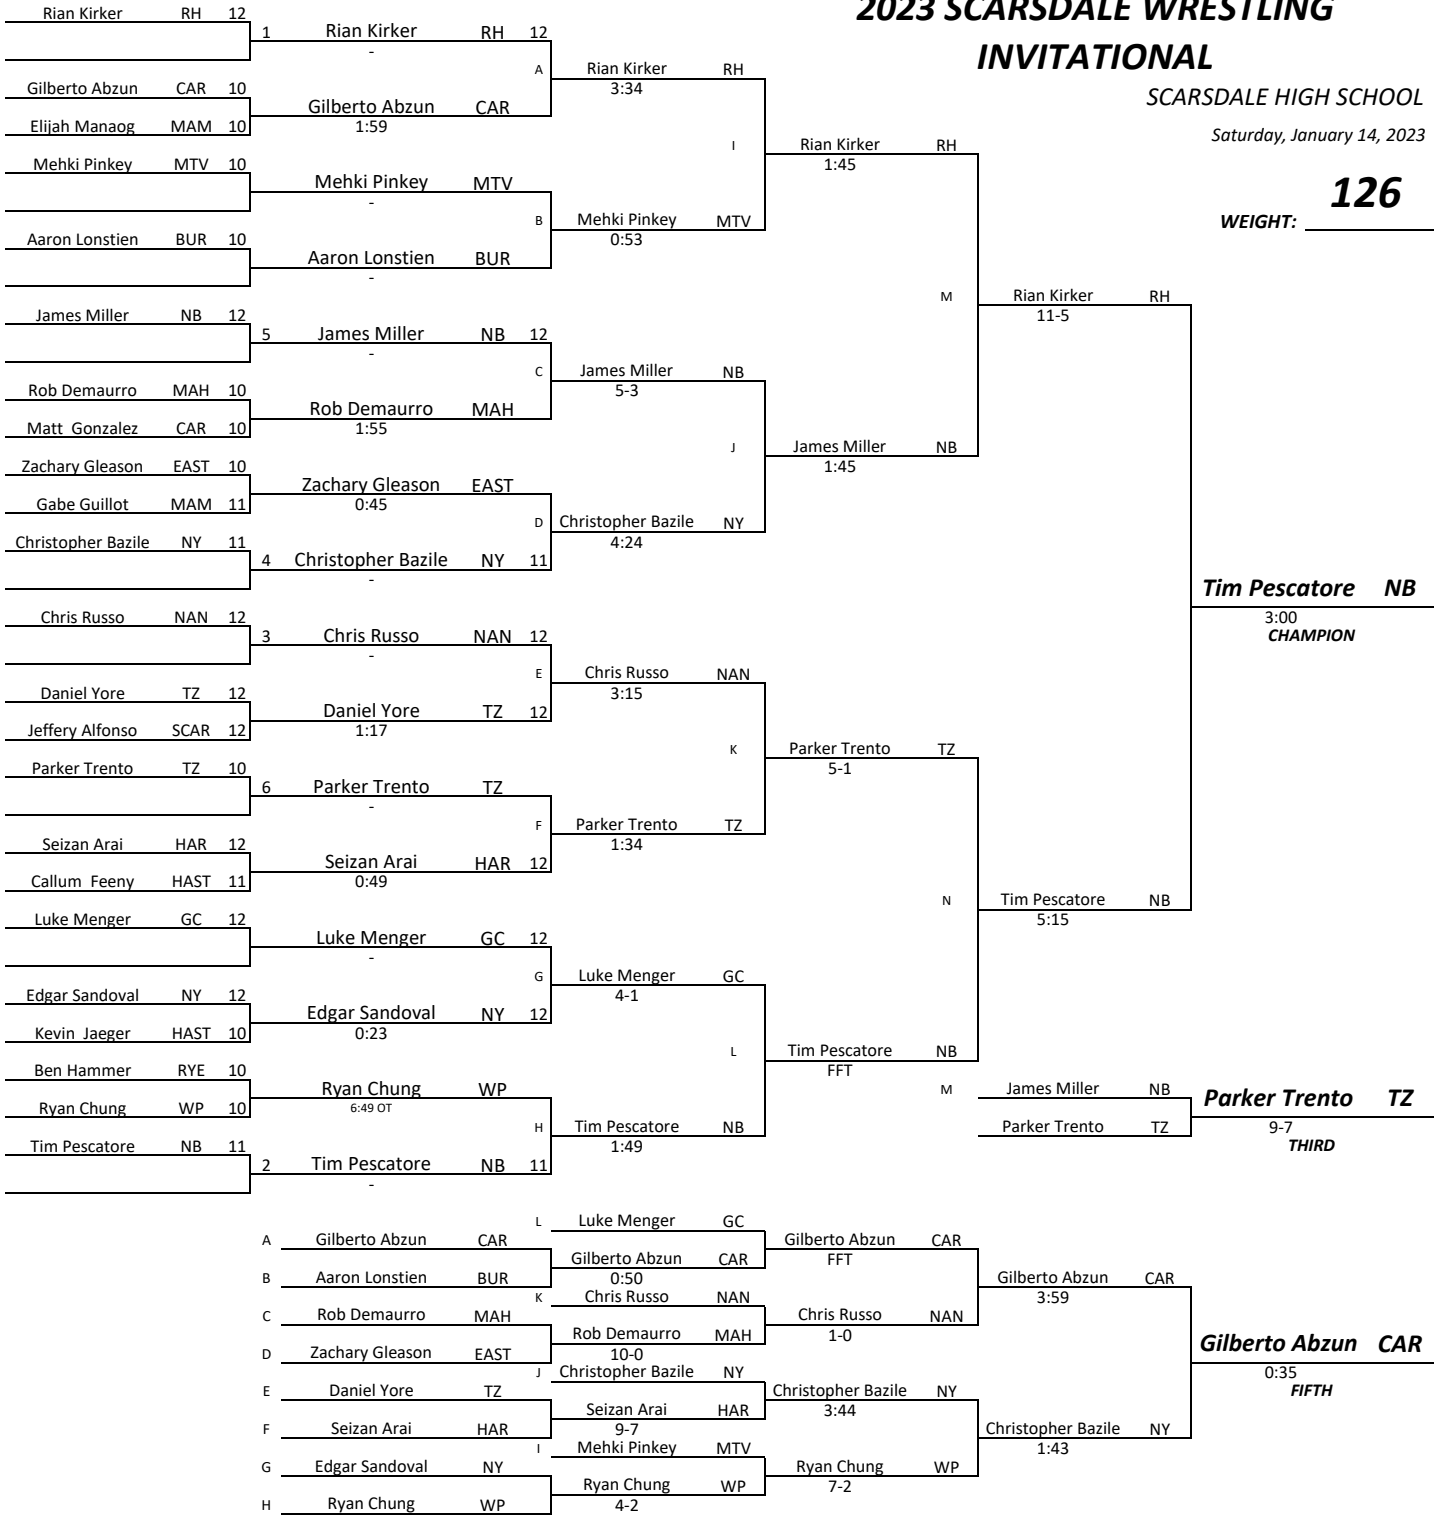 2023 SCARSDALE WRESTLING
INVITATIONAL
SCARSDALE HIGH SCHOOL
Saturday, January 14, 2023
126
WEIGHT:
Rian Kirker RH 12
Gilberto Abzun CAR 10
Elijah Manaog MAM 10
Mehki Pinkey MTV 10
Aaron Lonstien BUR 10
James Miller NB 12
Rob Demaurro MAH 10
Matt Gonzalez CAR 10
Zachary Gleason EAST 10
Gabe Guillot MAM 11
Christopher Bazile NY 11
Chris Russo NAN 12
Daniel Yore TZ 12
Jeffery Alfonso SCAR 12
Parker Trento TZ 10
Seizan Arai HAR 12
Callum Feeny HAST 11
Luke Menger GC 12
Edgar Sandoval NY 12
Kevin Jaeger HAST 10
Ben Hammer RYE 10
Ryan Chung WP 10
Tim Pescatore NB 11
1 Rian Kirker RH 12
-
Gilberto Abzun CAR
1:59
Mehki Pinkey MTV
-
Aaron Lonstien BUR
-
5 James Miller NB 12
-
Rob Demaurro MAH
1:55
Zachary Gleason EAST
0:45
4 Christopher Bazile NY 11
-
3 Chris Russo NAN 12
-
Daniel Yore TZ 12
1:17
6 Parker Trento TZ
-
Seizan Arai HAR 12
0:49
Luke Menger GC 12
-
Edgar Sandoval NY 12
0:23
Ryan Chung WP
6:49 OT
2 Tim Pescatore NB 11
-
A Rian Kirker RH
3:34
B Mehki Pinkey MTV
0:53
C James Miller NB
5-3
D Christopher Bazile NY
4:24
E Chris Russo NAN
3:15
F Parker Trento TZ
1:34
G Luke Menger GC
4-1
H Tim Pescatore NB
1:49
I Rian Kirker RH
1:45
J James Miller NB
1:45
K Parker Trento TZ
5-1
L Tim Pescatore NB
FFT
M Rian Kirker RH
11-5
N Tim Pescatore NB
5:15
Tim Pescatore NB
3:00
CHAMPION
M James Miller NB
Parker Trento TZ
Parker Trento TZ
9-7
THIRD
A Gilberto Abzun CAR
B Aaron Lonstien BUR
C Rob Demaurro MAH
D Zachary Gleason EAST
E Daniel Yore TZ
F Seizan Arai HAR
G Edgar Sandoval NY
H Ryan Chung WP
L Luke Menger GC
Gilberto Abzun CAR
0:50
K Chris Russo NAN
Rob Demaurro MAH
10-0
J Christopher Bazile NY
Seizan Arai HAR
9-7
I Mehki Pinkey MTV
Ryan Chung WP
4-2
Gilberto Abzun CAR
FFT
Chris Russo NAN
1-0
Christopher Bazile NY
3:44
Ryan Chung WP
7-2
Gilberto Abzun CAR
3:59
Christopher Bazile NY
1:43
Gilberto Abzun CAR
0:35
FIFTH